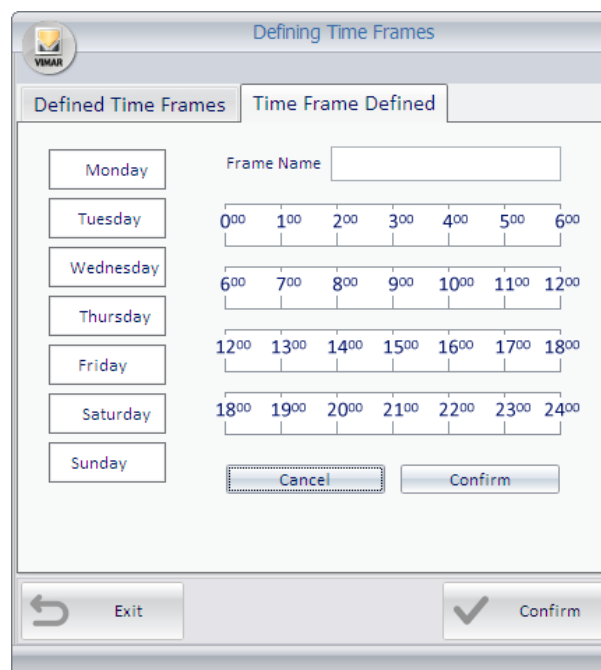 Defining Time Frames
VIMAR
Defined Time Frames Time Frame Defined
Monday
Frame Name
Tuesday
0⁰⁰ 1⁰⁰ 2⁰⁰ 3⁰⁰ 4⁰⁰ 5⁰⁰ 6⁰⁰
Wednesday
6⁰⁰ 7⁰⁰ 8⁰⁰ 9⁰⁰ 10⁰⁰ 11⁰⁰ 12⁰⁰
Thursday
12⁰⁰ 13⁰⁰ 14⁰⁰ 15⁰⁰ 16⁰⁰ 17⁰⁰ 18⁰⁰
Friday
Saturday
18⁰⁰ 19⁰⁰ 20⁰⁰ 21⁰⁰ 22⁰⁰ 23⁰⁰ 24⁰⁰
Sunday
Cancel Confirm
Exit Confirm